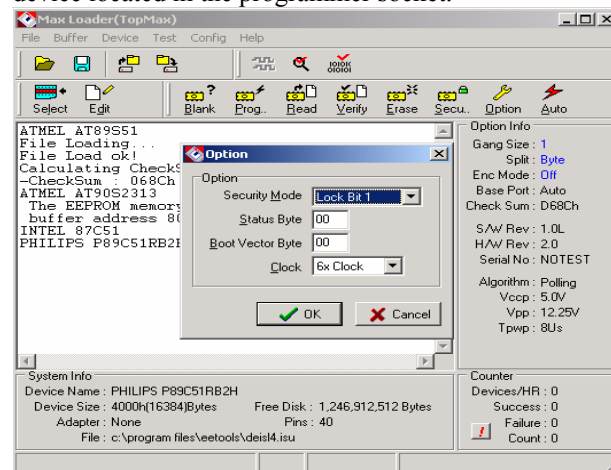 device located in the programmer socket.
Max Loader(TopMax)
File Buffer Device Test Config Help
Select Edit Blank Prog.. Read Verify Erase Secu.. Option Auto
ATMEL AT89S51
File Loading...
File Load ok!
Calculating CheckS
-CheckSum : 068Ch
ATMEL AT90S2313
The EEPROM memory
buffer address 80
INTEL 87C51
PHILIPS P89C51RB2H
Option
Option
Security Mode Lock Bit 1
Status Byte 00
Boot Vector Byte 00
Clock 6x Clock
OK Cancel
Option Info
Gang Size : 1
Split : Byte
Enc Mode : Off
Base Port : Auto
Check Sum : D68Ch
S/W Rev : 1.0L
H/W Rev : 2.0
Serial No : NOTEST
Algorithm : Polling
Vccp : 5.0V
Vpp : 12.25V
Tpwp : 8Us
System Info
Device Name : PHILIPS P89C51RB2H
Device Size : 4000h(16384)Bytes Free Disk : 1,246,912,512 Bytes
Adapter : None Pins : 40
File : c:\program files\eetools\deisl4.isu
Counter
Devices/HR : 0
Success : 0
Failure : 0
Count : 0